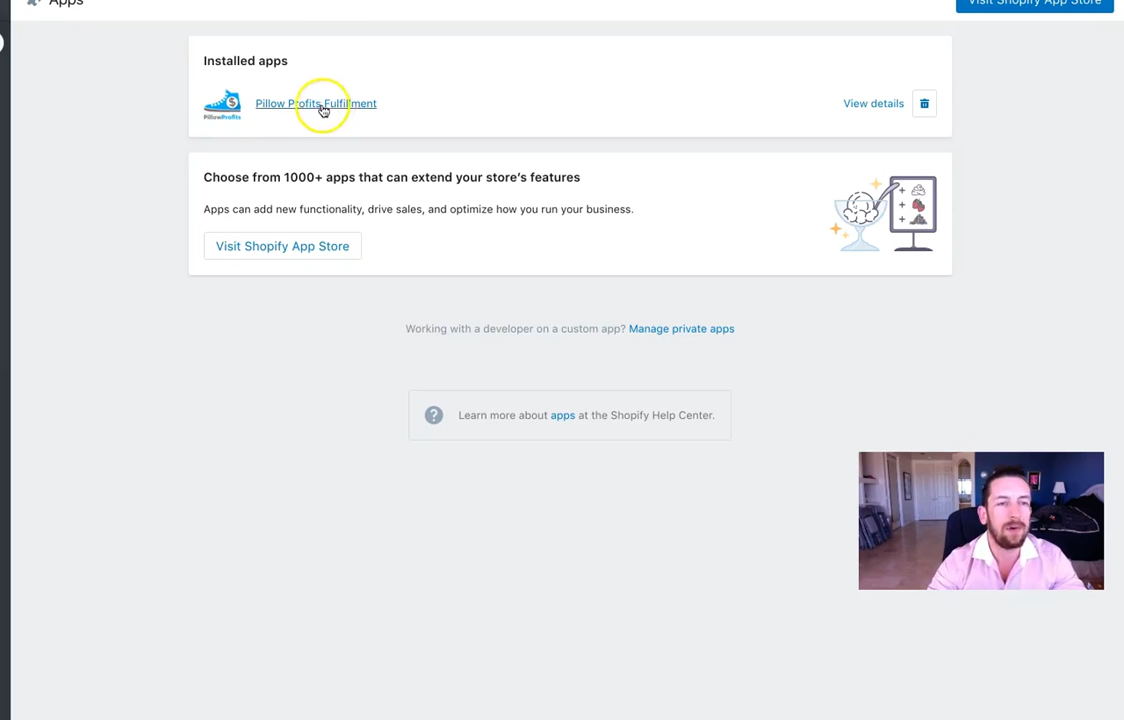 Apps
Visit Shopify App Store
Installed apps
PillowProfits
Pillow Profits Fulfillment
View details
Choose from 1000+ apps that can extend your store's features
Apps can add new functionality, drive sales, and optimize how you run your business.
Visit Shopify App Store
Working with a developer on a custom app? Manage private apps
? Learn more about apps at the Shopify Help Center.